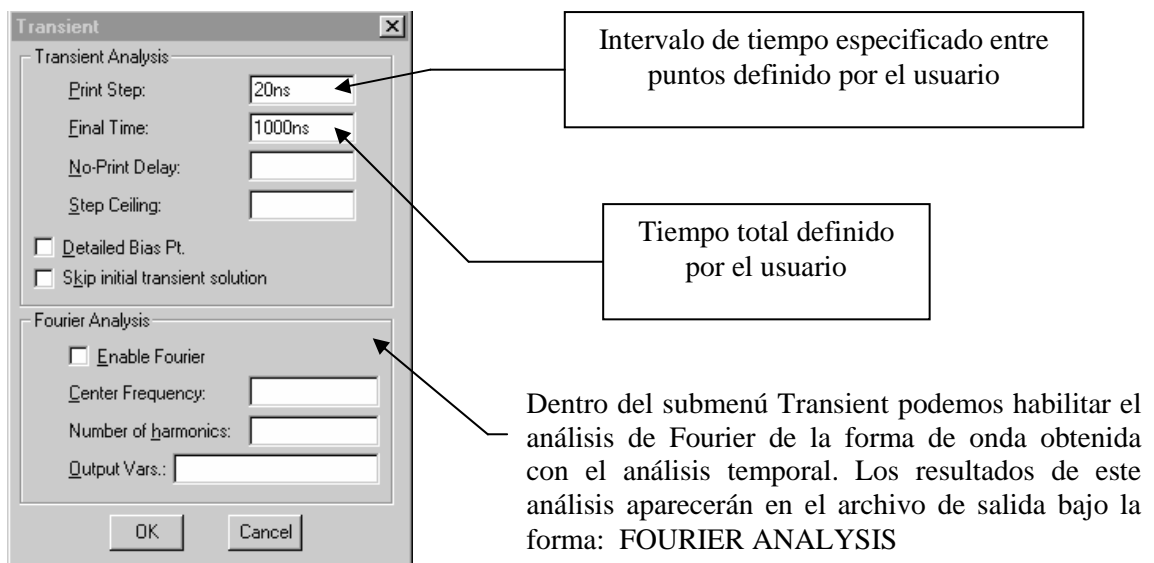 Transient
Transient Analysis
Print Step: 20ns
Final Time: 1000ns
No-Print Delay:
Step Ceiling:
Detailed Bias Pt.
Skip initial transient solution
Fourier Analysis
Enable Fourier
Center Frequency:
Number of harmonics:
Output Vars.:
OK Cancel
Intervalo de tiempo especificado entre
puntos definido por el usuario
Tiempo total definido
por el usuario
Dentro del submenú Transient podemos habilitar el
análisis de Fourier de la forma de onda obtenida
con el análisis temporal. Los resultados de este
análisis aparecerán en el archivo de salida bajo la
forma: FOURIER ANALYSIS